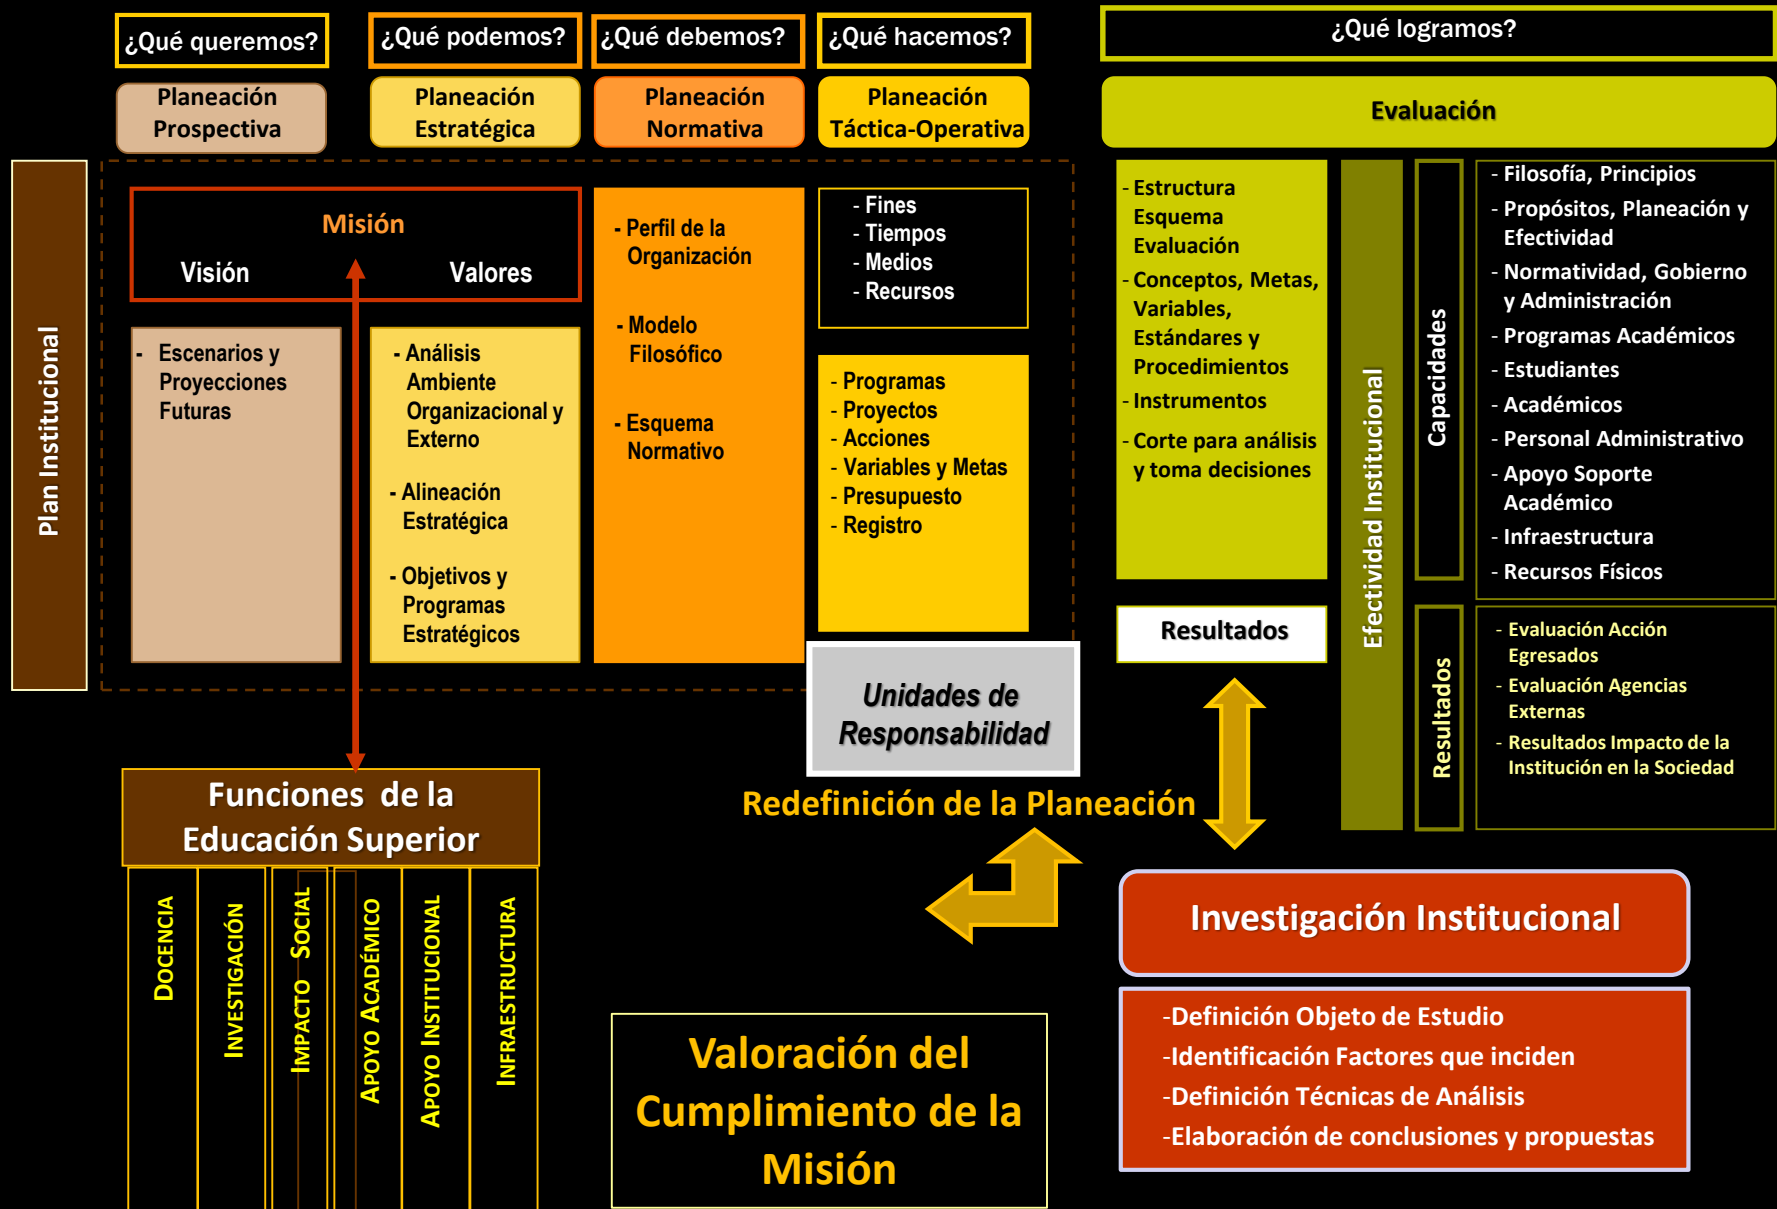 ¿Qué queremos?
¿Qué podemos?
¿Qué debemos?
¿Qué hacemos?
¿Qué logramos?
Planeación
Prospectiva
Planeación
Estratégica
Planeación
Normativa
Planeación
Táctica-Operativa
Evaluación
Plan Institucional
Misión
Visión
Valores
- Escenarios y
Proyecciones
Futuras
- Análisis
Ambiente
Organizacional y
Externo
- Alineación
Estratégica
- Objetivos y
Programas
Estratégicos
- Perfil de la
Organización
- Modelo
Filosófico
- Esquema
Normativo
- Fines
- Tiempos
- Medios
- Recursos
- Programas
- Proyectos
- Acciones
- Variables y Metas
- Presupuesto
- Registro
Unidades de
Responsabilidad
- Estructura
Esquema
Evaluación
- Conceptos, Metas,
Variables,
Estándares y
Procedimientos
- Instrumentos
- Corte para análisis
y toma decisiones
Resultados
Efectividad Institucional
Capacidades
- Filosofía, Principios
- Propósitos, Planeación y
Efectividad
- Normatividad, Gobierno
y Administración
- Programas Académicos
- Estudiantes
- Académicos
- Personal Administrativo
- Apoyo Soporte
Académico
- Infraestructura
- Recursos Físicos
Resultados
- Evaluación Acción
Egresados
- Evaluación Agencias
Externas
- Resultados Impacto de la
Institución en la Sociedad
Redefinición de la Planeación
Funciones de la
Educación Superior
DOCENCIA
INVESTIGACIÓN
IMPACTO SOCIAL
APOYO ACADÉMICO
APOYO INSTITUCIONAL
INFRAESTRUCTURA
Valoración del
Cumplimiento de la
Misión
Investigación Institucional
-Definición Objeto de Estudio
-Identificación Factores que inciden
-Definición Técnicas de Análisis
-Elaboración de conclusiones y propuestas